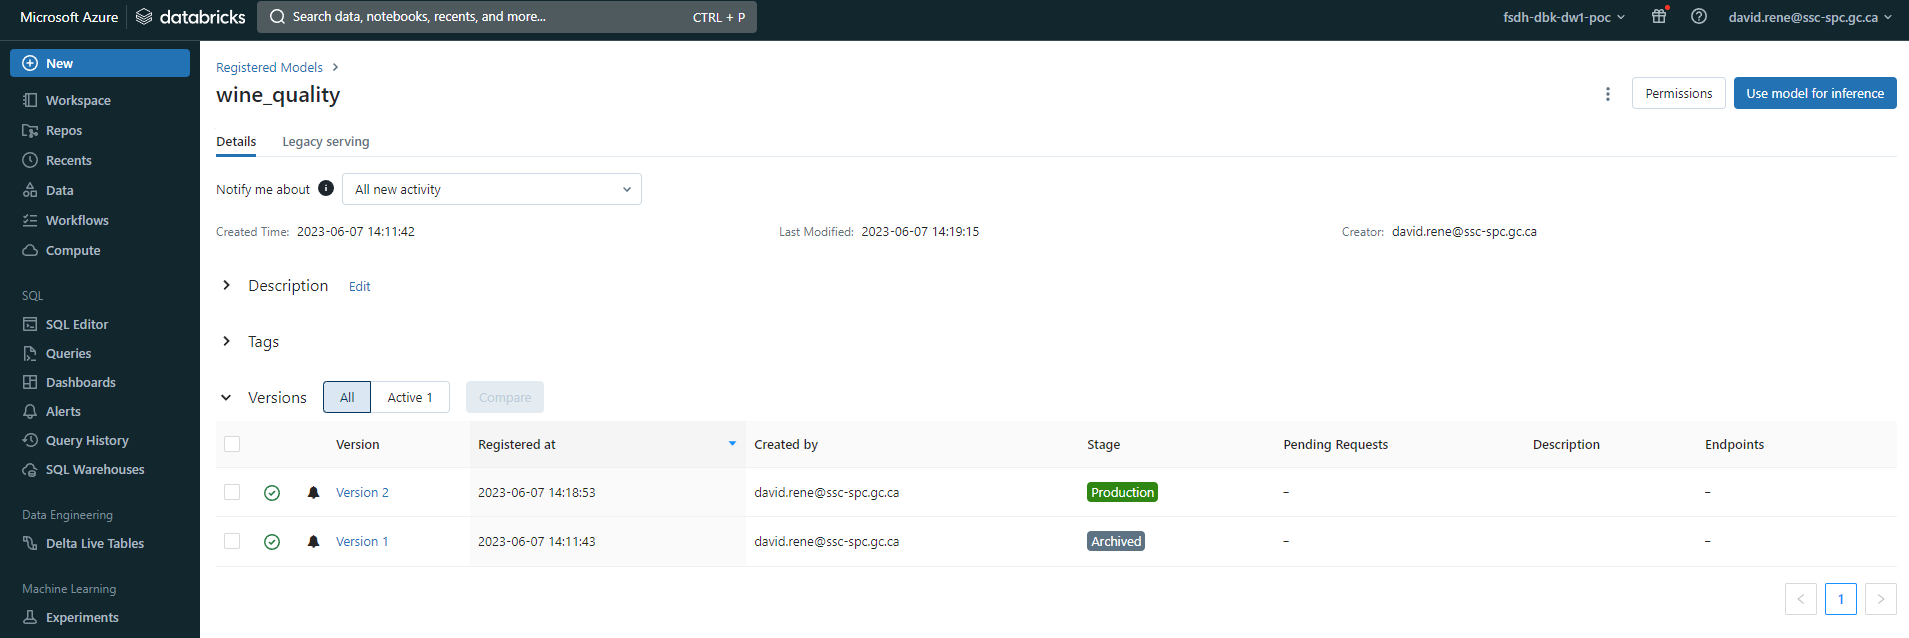 Microsoft Azure databricks Search data, notebooks, recents, and more... CTRL + P fsdh-dbk-dw1-poc david.rene@ssc-spc.gc.ca
New
Workspace
Repos
Recents
Data
Workflows
Compute
SQL
SQL Editor
Queries
Dashboards
Alerts
Query History
SQL Warehouses
Data Engineering
Delta Live Tables
Machine Learning
Experiments
Registered Models >
wine_quality
Permissions Use model for inference
Details Legacy serving
Notify me about i All new activity
Created Time: 2023-06-07 14:11:42 Last Modified: 2023-06-07 14:19:15 Creator: david.rene@ssc-spc.gc.ca
Description Edit
Tags
Versions All Active 1 Compare
Version Registered at Created by Stage Pending Requests Description Endpoints
Version 2 2023-06-07 14:18:53 david.rene@ssc-spc.gc.ca Production – –
Version 1 2023-06-07 14:11:43 david.rene@ssc-spc.gc.ca Archived – –
< 1 >